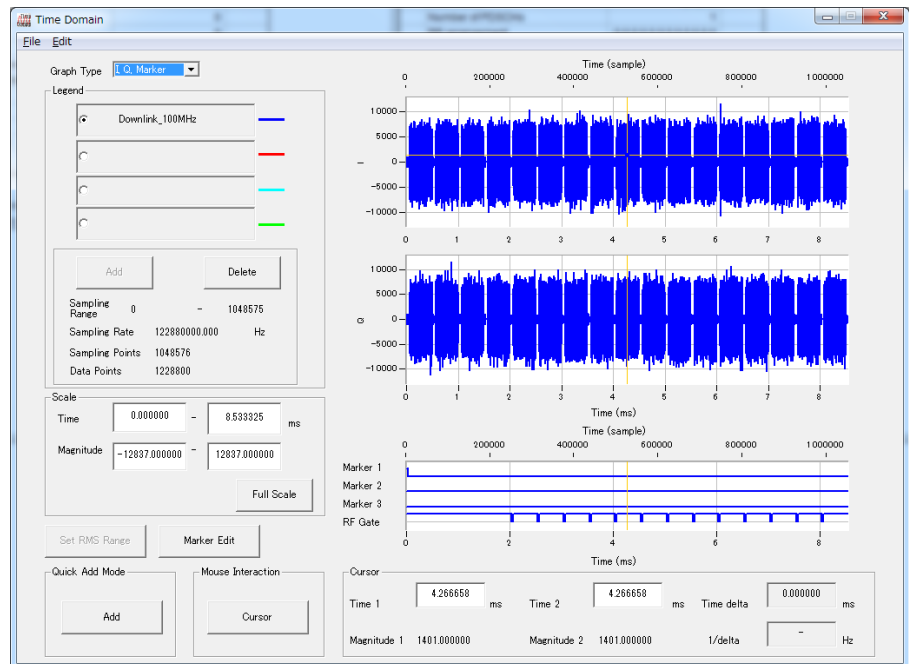 Time Domain
File Edit
Graph Type I, Q, Marker
Legend
Downlink_100MHz
Add Delete
Sampling Range 0 - 1048575
Sampling Rate 122880000.000 Hz
Sampling Points 1048576
Data Points 1228800
Scale
Time 0.000000 - 8.533325 ms
Magnitude -12837.000000 - 12837.000000
Full Scale
Set RMS Range Marker Edit
Quick Add Mode
Add
Mouse Interaction
Cursor
Time (sample)
0 200000 400000 600000 800000 1000000
10000
5000
I 0
-5000
-10000
0 1 2 3 4 5 6 7 8
10000
5000
Q 0
-5000
-10000
0 1 2 3 4 5 6 7 8
Time (ms)
Time (sample)
0 200000 400000 600000 800000 1000000
Marker 1
Marker 2
Marker 3
RF Gate
0 2 4 6 8
Time (ms)
Cursor
Time 1 4.266658 ms Time 2 4.266658 ms Time delta 0.000000 ms
Magnitude 1 1401.000000 Magnitude 2 1401.000000 1/delta - Hz